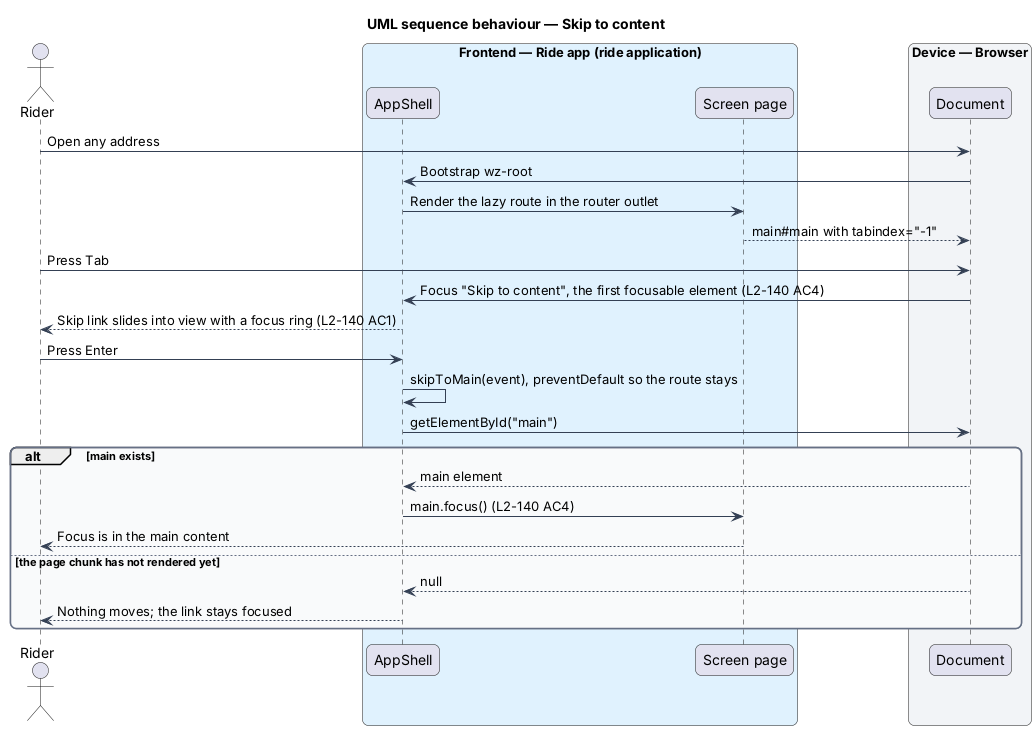 UML sequence behaviour — Skip to content
Frontend — Ride app (ride application)
Device — Browser
Rider
AppShell
Screen page
Document
Open any address
Bootstrap wz-root
Render the lazy route in the router outlet
main#main with tabindex="-1"
Press Tab
Focus "Skip to content", the first focusable element (L2-140 AC4)
Skip link slides into view with a focus ring (L2-140 AC1)
Press Enter
skipToMain(event), preventDefault so the route stays
getElementById("main")
alt
[main exists]
main element
main.focus() (L2-140 AC4)
Focus is in the main content
[the page chunk has not rendered yet]
null
Nothing moves; the link stays focused
Rider
AppShell
Screen page
Document